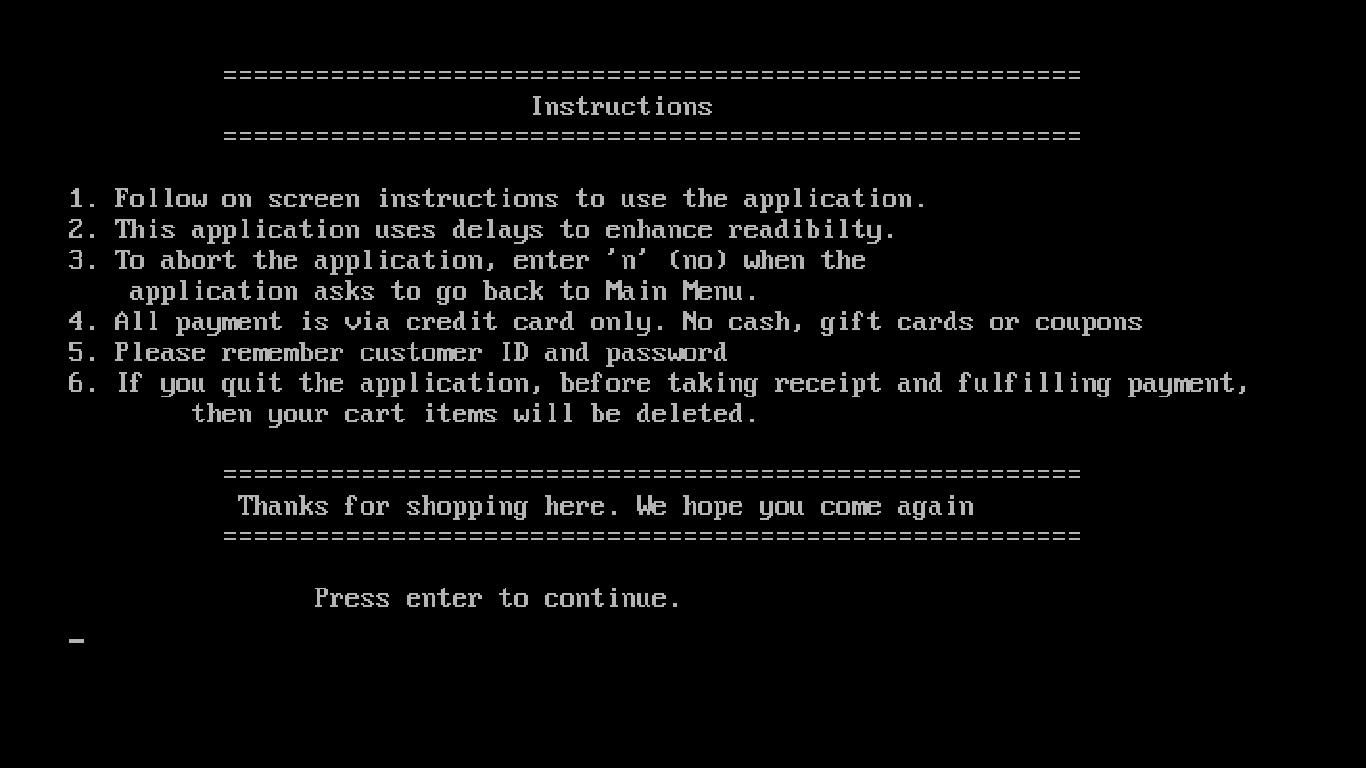 ========================================================
Instructions
========================================================
1. Follow on screen instructions to use the application.
2. This application uses delays to enhance readibilty.
3. To abort the application, enter 'n' (no) when the
application asks to go back to Main Menu.
4. All payment is via credit card only. No cash, gift cards or coupons
5. Please remember customer ID and password
6. If you quit the application, before taking receipt and fulfilling payment,
then your cart items will be deleted.
========================================================
Thanks for shopping here. We hope you come again
========================================================
Press enter to continue.
_